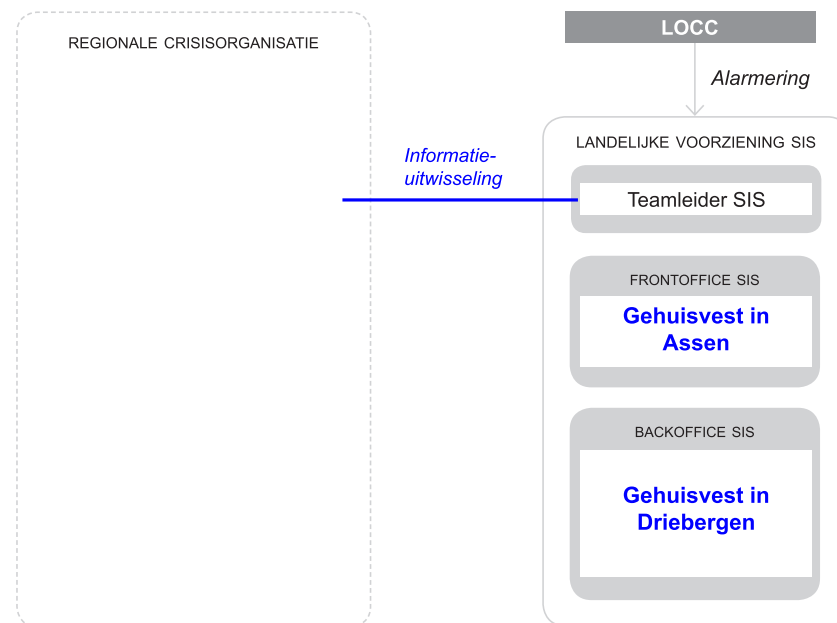 REGIONALE CRISISORGANISATIE
LOCC
Alarmering
LANDELIJKE VOORZIENING SIS
Informatie-
uitwisseling
Teamleider SIS
FRONTOFFICE SIS
Gehuisvest in
Assen
BACKOFFICE SIS
Gehuisvest in
Driebergen